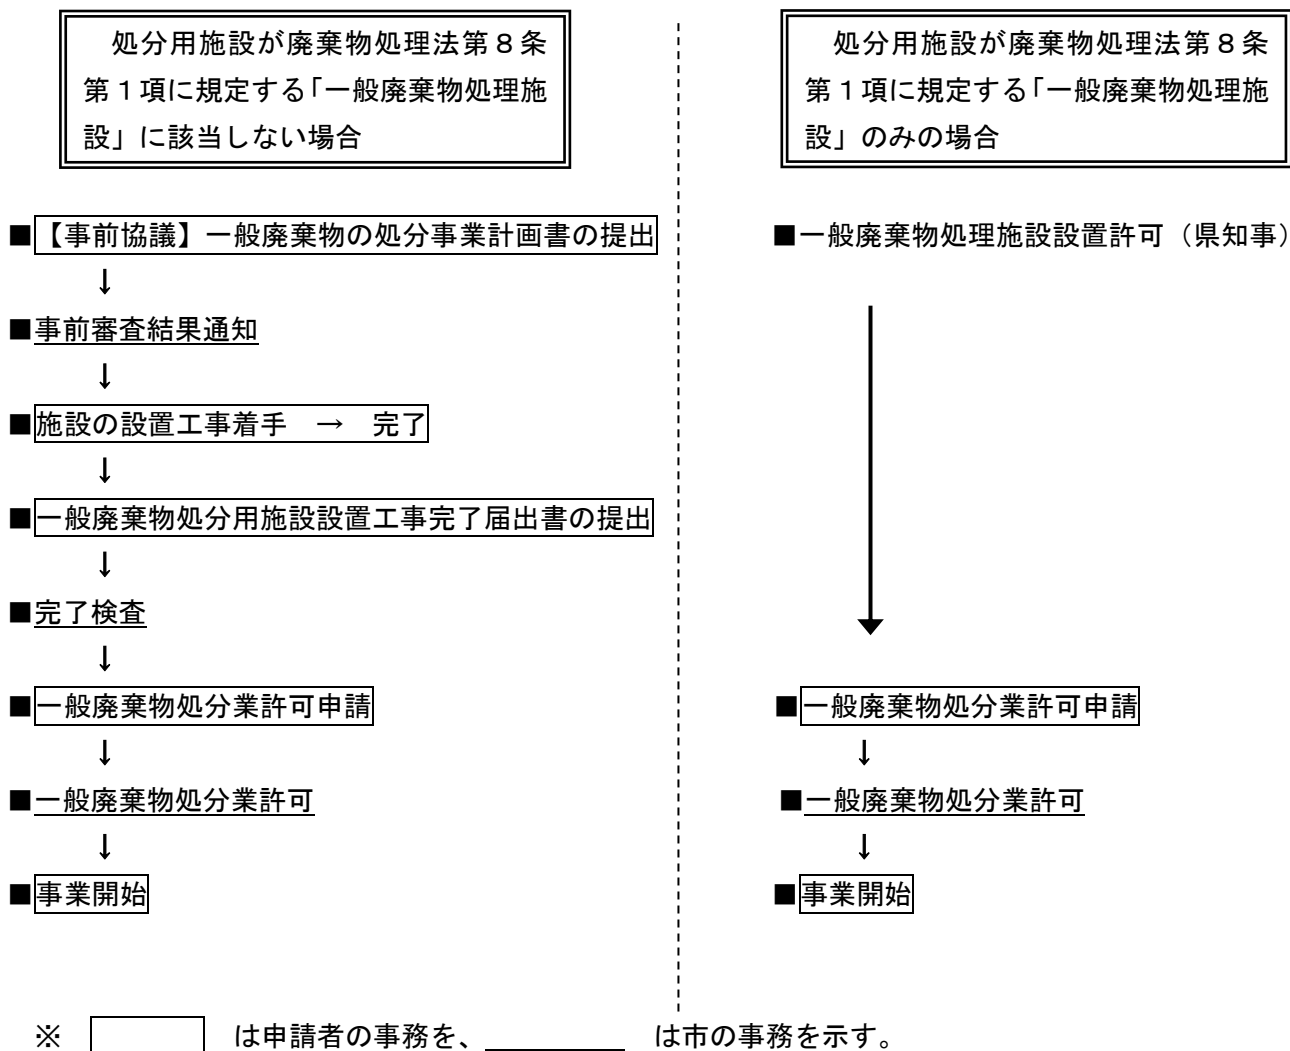 処分用施設が廃棄物処理法第８条
第１項に規定する「一般廃棄物処理施
設」に該当しない場合
■【事前協議】一般廃棄物の処分事業計画書の提出
↓
■事前審査結果通知
↓
■施設の設置工事着手　→　完了
↓
■一般廃棄物処分用施設設置工事完了届出書の提出
↓
■完了検査
↓
■一般廃棄物処分業許可申請
↓
■一般廃棄物処分業許可
↓
■事業開始
処分用施設が廃棄物処理法第８条
第１項に規定する「一般廃棄物処理施
設」のみの場合
■一般廃棄物処理施設設置許可（県知事）
■一般廃棄物処分業許可申請
↓
■一般廃棄物処分業許可
↓
■事業開始
※　　　　　は申請者の事務を、　　　　　は市の事務を示す。